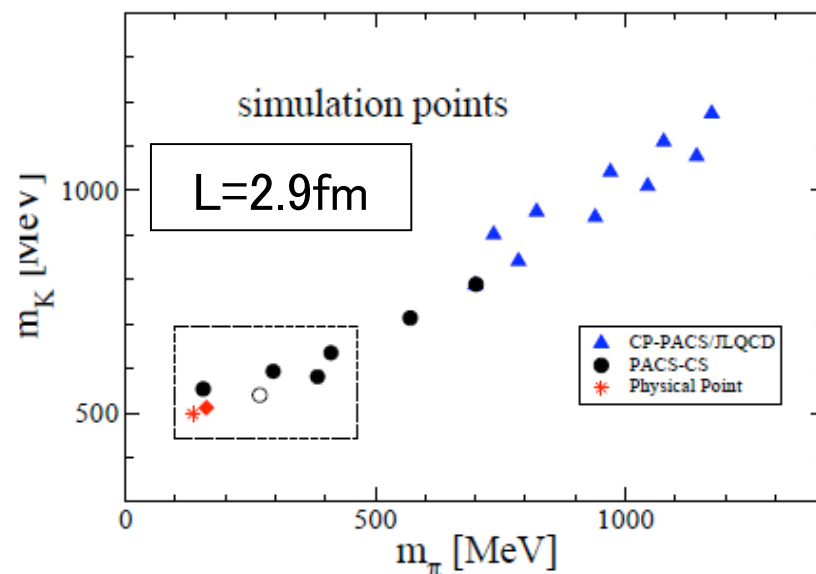 simulation points
L=2.9fm
1000
500
m_K [MeV]
CP-PACS/JLQCD
PACS-CS
Physical Point
0
500
1000
m_π [MeV]